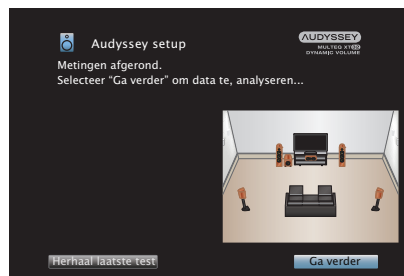 Audyssey setup
AUDYSSEY
MULTEQ XT32
DYNAMIC VOLUME
Metingen afgerond.
Selecteer “Ga verder” om data te, analyseren...
Herhaal laatste test
Ga verder